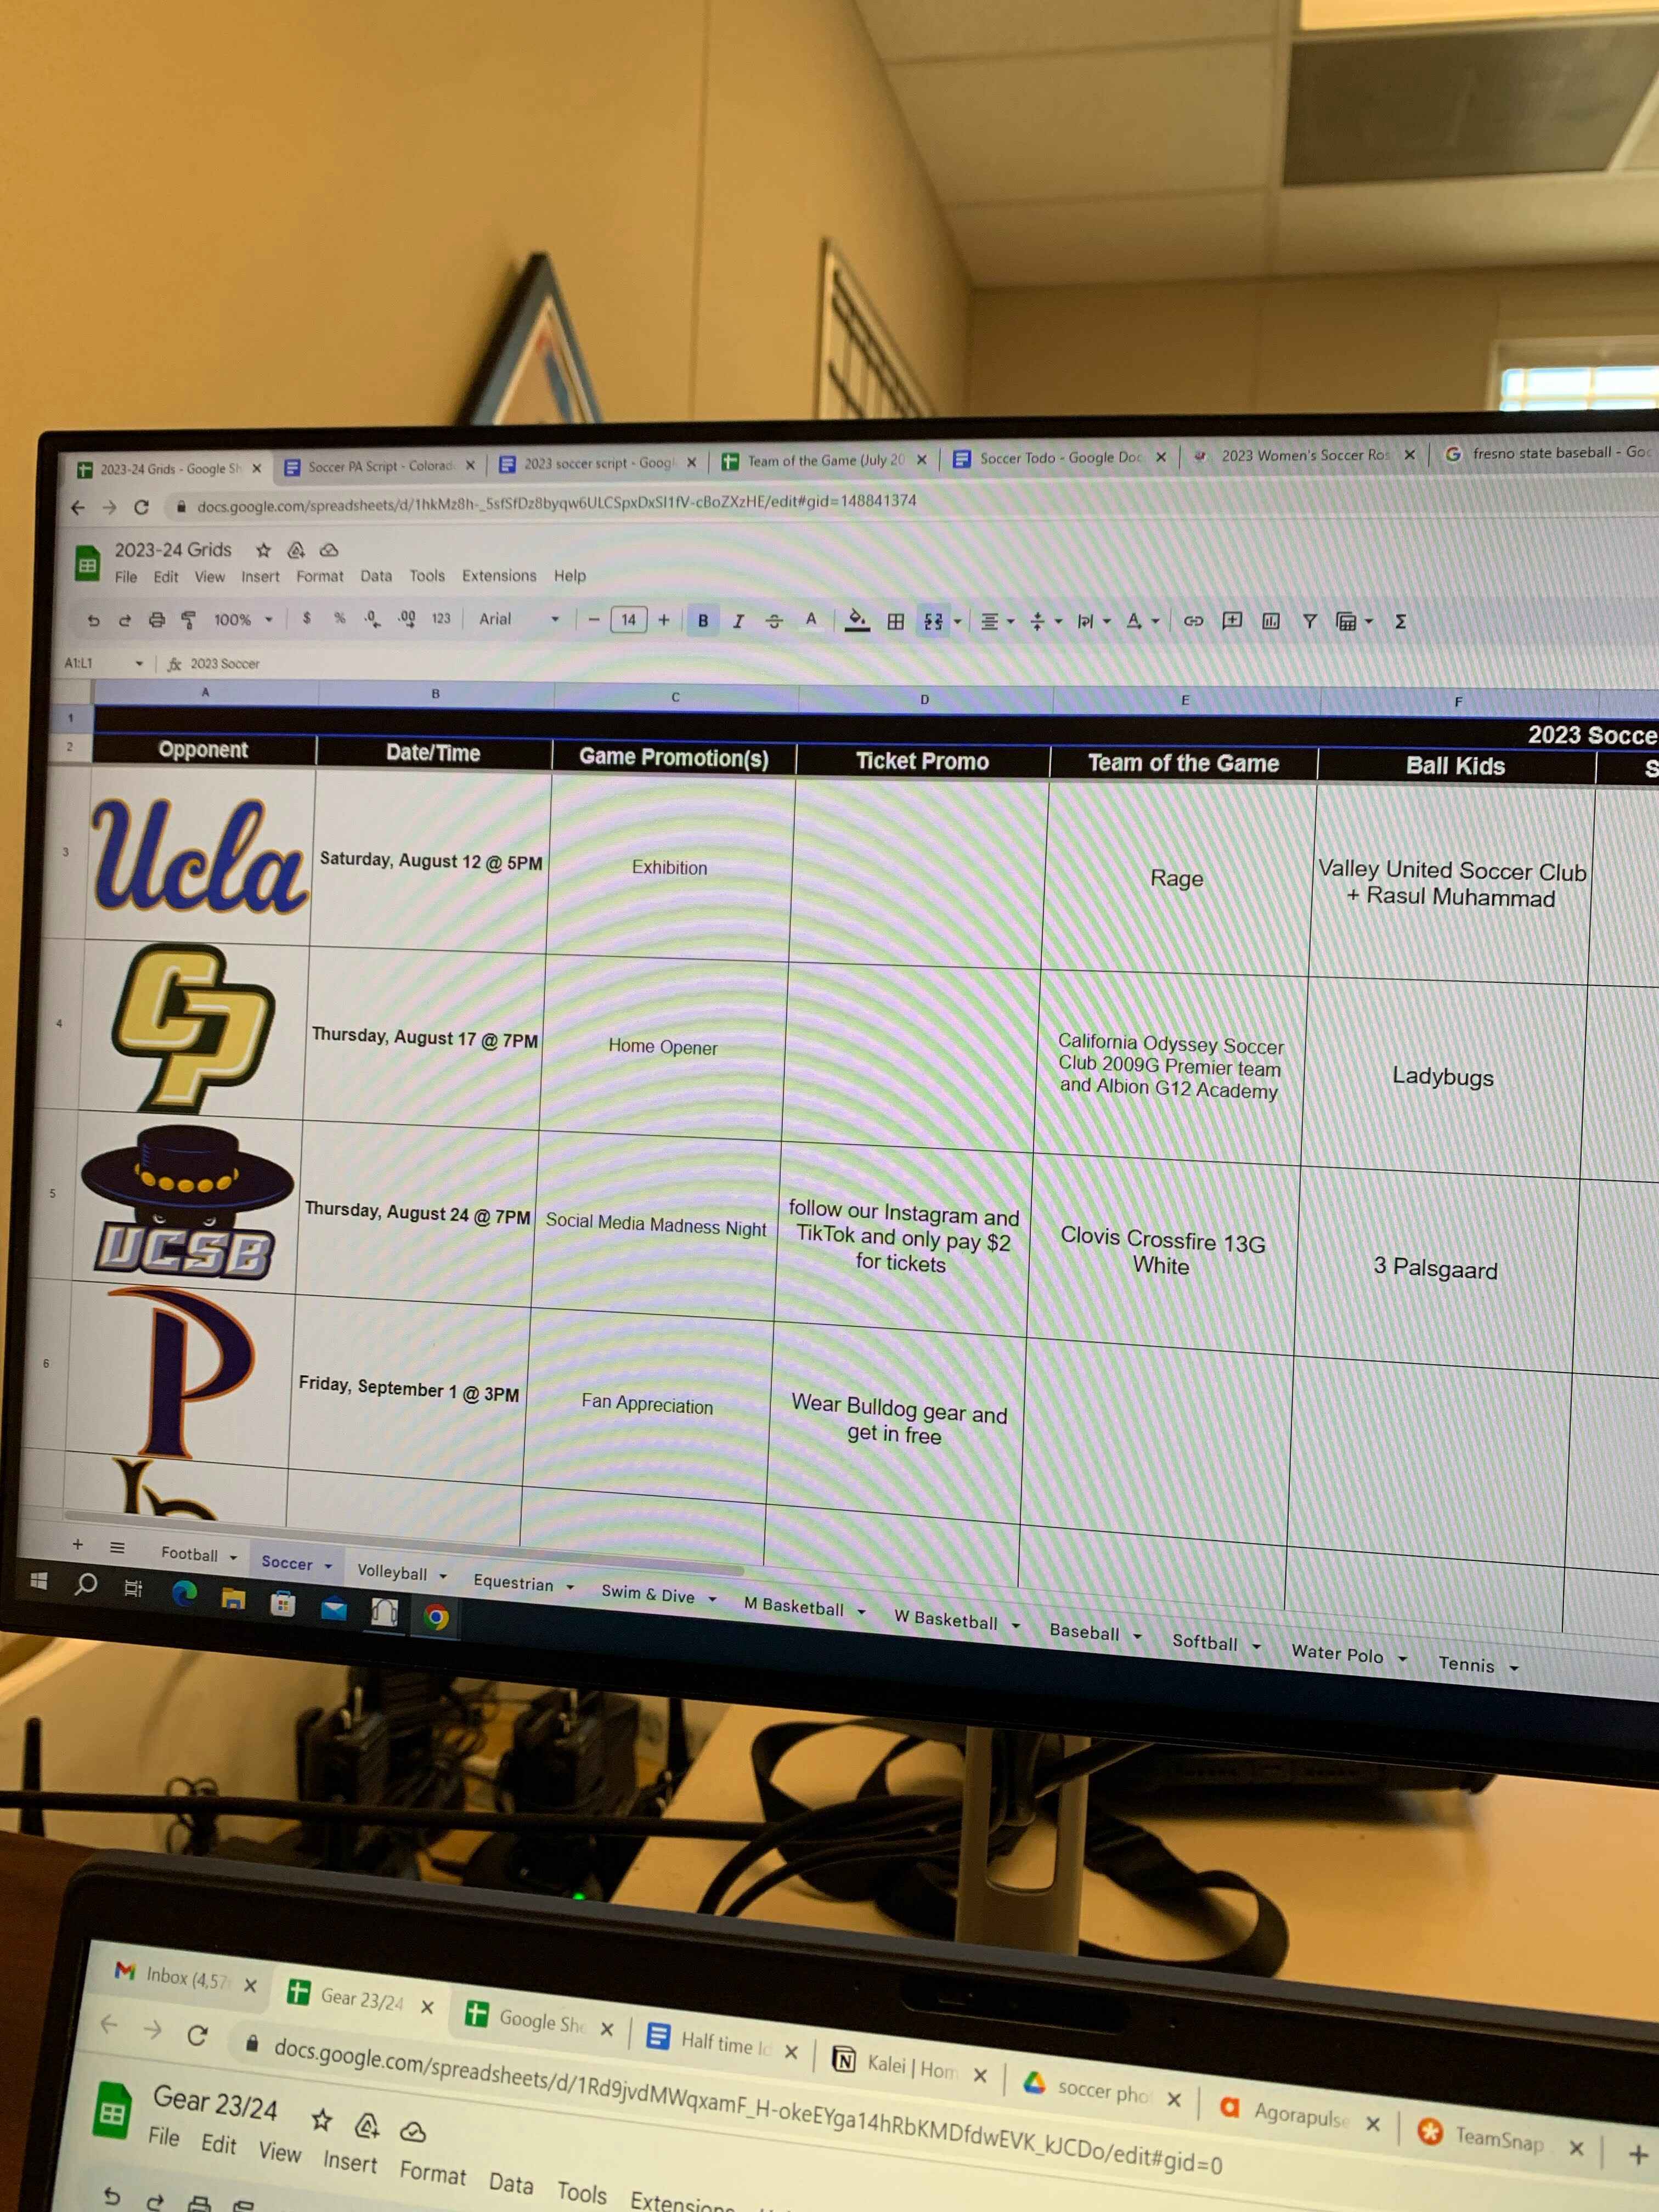 2023-24 Grids - Google Sh
Soccer PA Script - Colorad
2023 soccer script - Googl
Team of the Game (July 20
Soccer Todo - Google Doc
2023 Women's Soccer Ros
fresno state baseball - Goo
docs.google.com/spreadsheets/d/1hkMz8h-_5sfSfDz8byqw6ULCSpxDxSI1fV-cBoZXzHE/edit#gid=148841374
2023-24 Grids
File Edit View Insert Format Data Tools Extensions Help
100% $ % .0 .00 123 Arial 14 B I A
A1:L1 fx 2023 Soccer
A B C D E F
1 2023 Socce
2 Opponent Date/Time Game Promotion(s) Ticket Promo Team of the Game Ball Kids S
3 Ucla Saturday, August 12 @ 5PM Exhibition Rage Valley United Soccer Club
+ Rasul Muhammad
4 CP Thursday, August 17 @ 7PM Home Opener
California Odyssey Soccer
Club 2009G Premier team
and Albion G12 Academy
Ladybugs
5 UCSB Thursday, August 24 @ 7PM Social Media Madness Night
follow our Instagram and
TikTok and only pay $2
for tickets
Clovis Crossfire 13G
White
3 Palsgaard
6 P Friday, September 1 @ 3PM Fan Appreciation
Wear Bulldog gear and
get in free
Football Soccer Volleyball Equestrian Swim & Dive M Basketball W Basketball Baseball Softball Water Polo Tennis
Inbox (4,57
Gear 23/24
Google She
Half time Id
Kalei | Hom
soccer pho
Agorapulse
TeamSnap
docs.google.com/spreadsheets/d/1Rd9jvdMWqxamF_H-okeEYga14hRbKMDfdwEVK_kJCDo/edit#gid=0
Gear 23/24
File Edit View Insert Format Data Tools Extensions